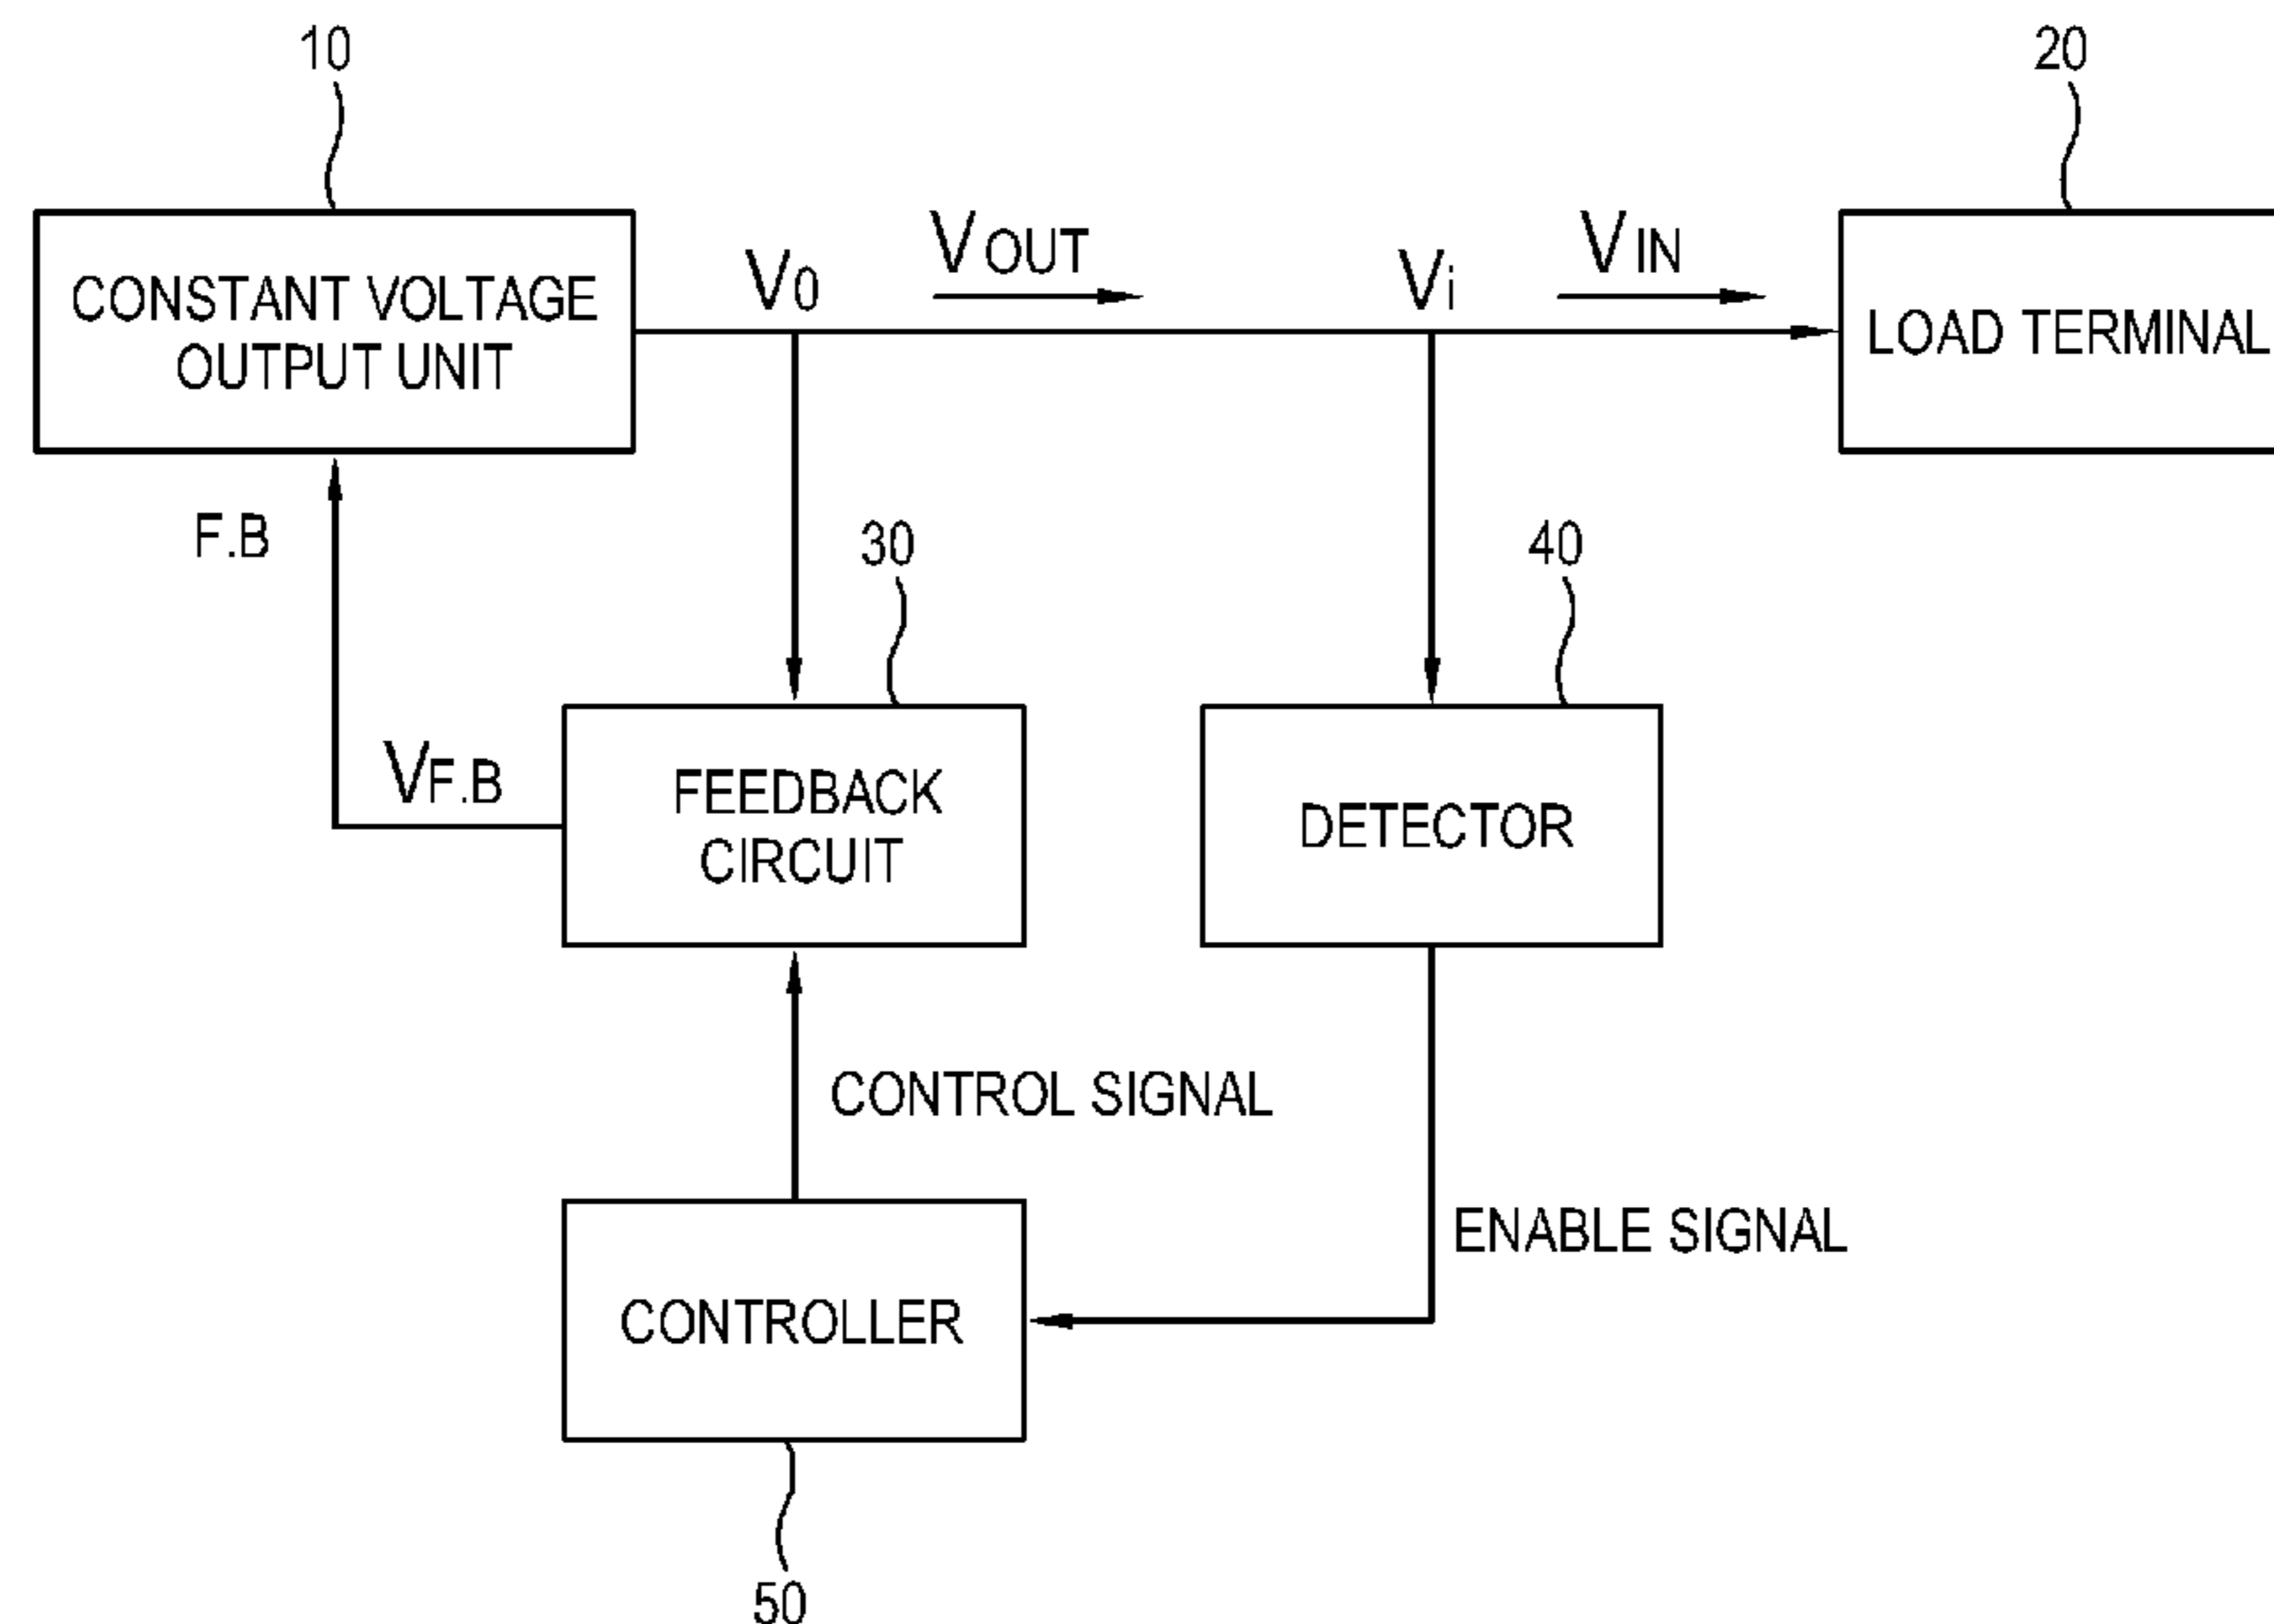 10
20
CONSTANT VOLTAGE
OUTPUT UNIT
V0
VOUT
Vi
VIN
LOAD TERMINAL
F.B
30
40
VF.B
FEEDBACK
CIRCUIT
DETECTOR
CONTROL SIGNAL
ENABLE SIGNAL
CONTROLLER
50